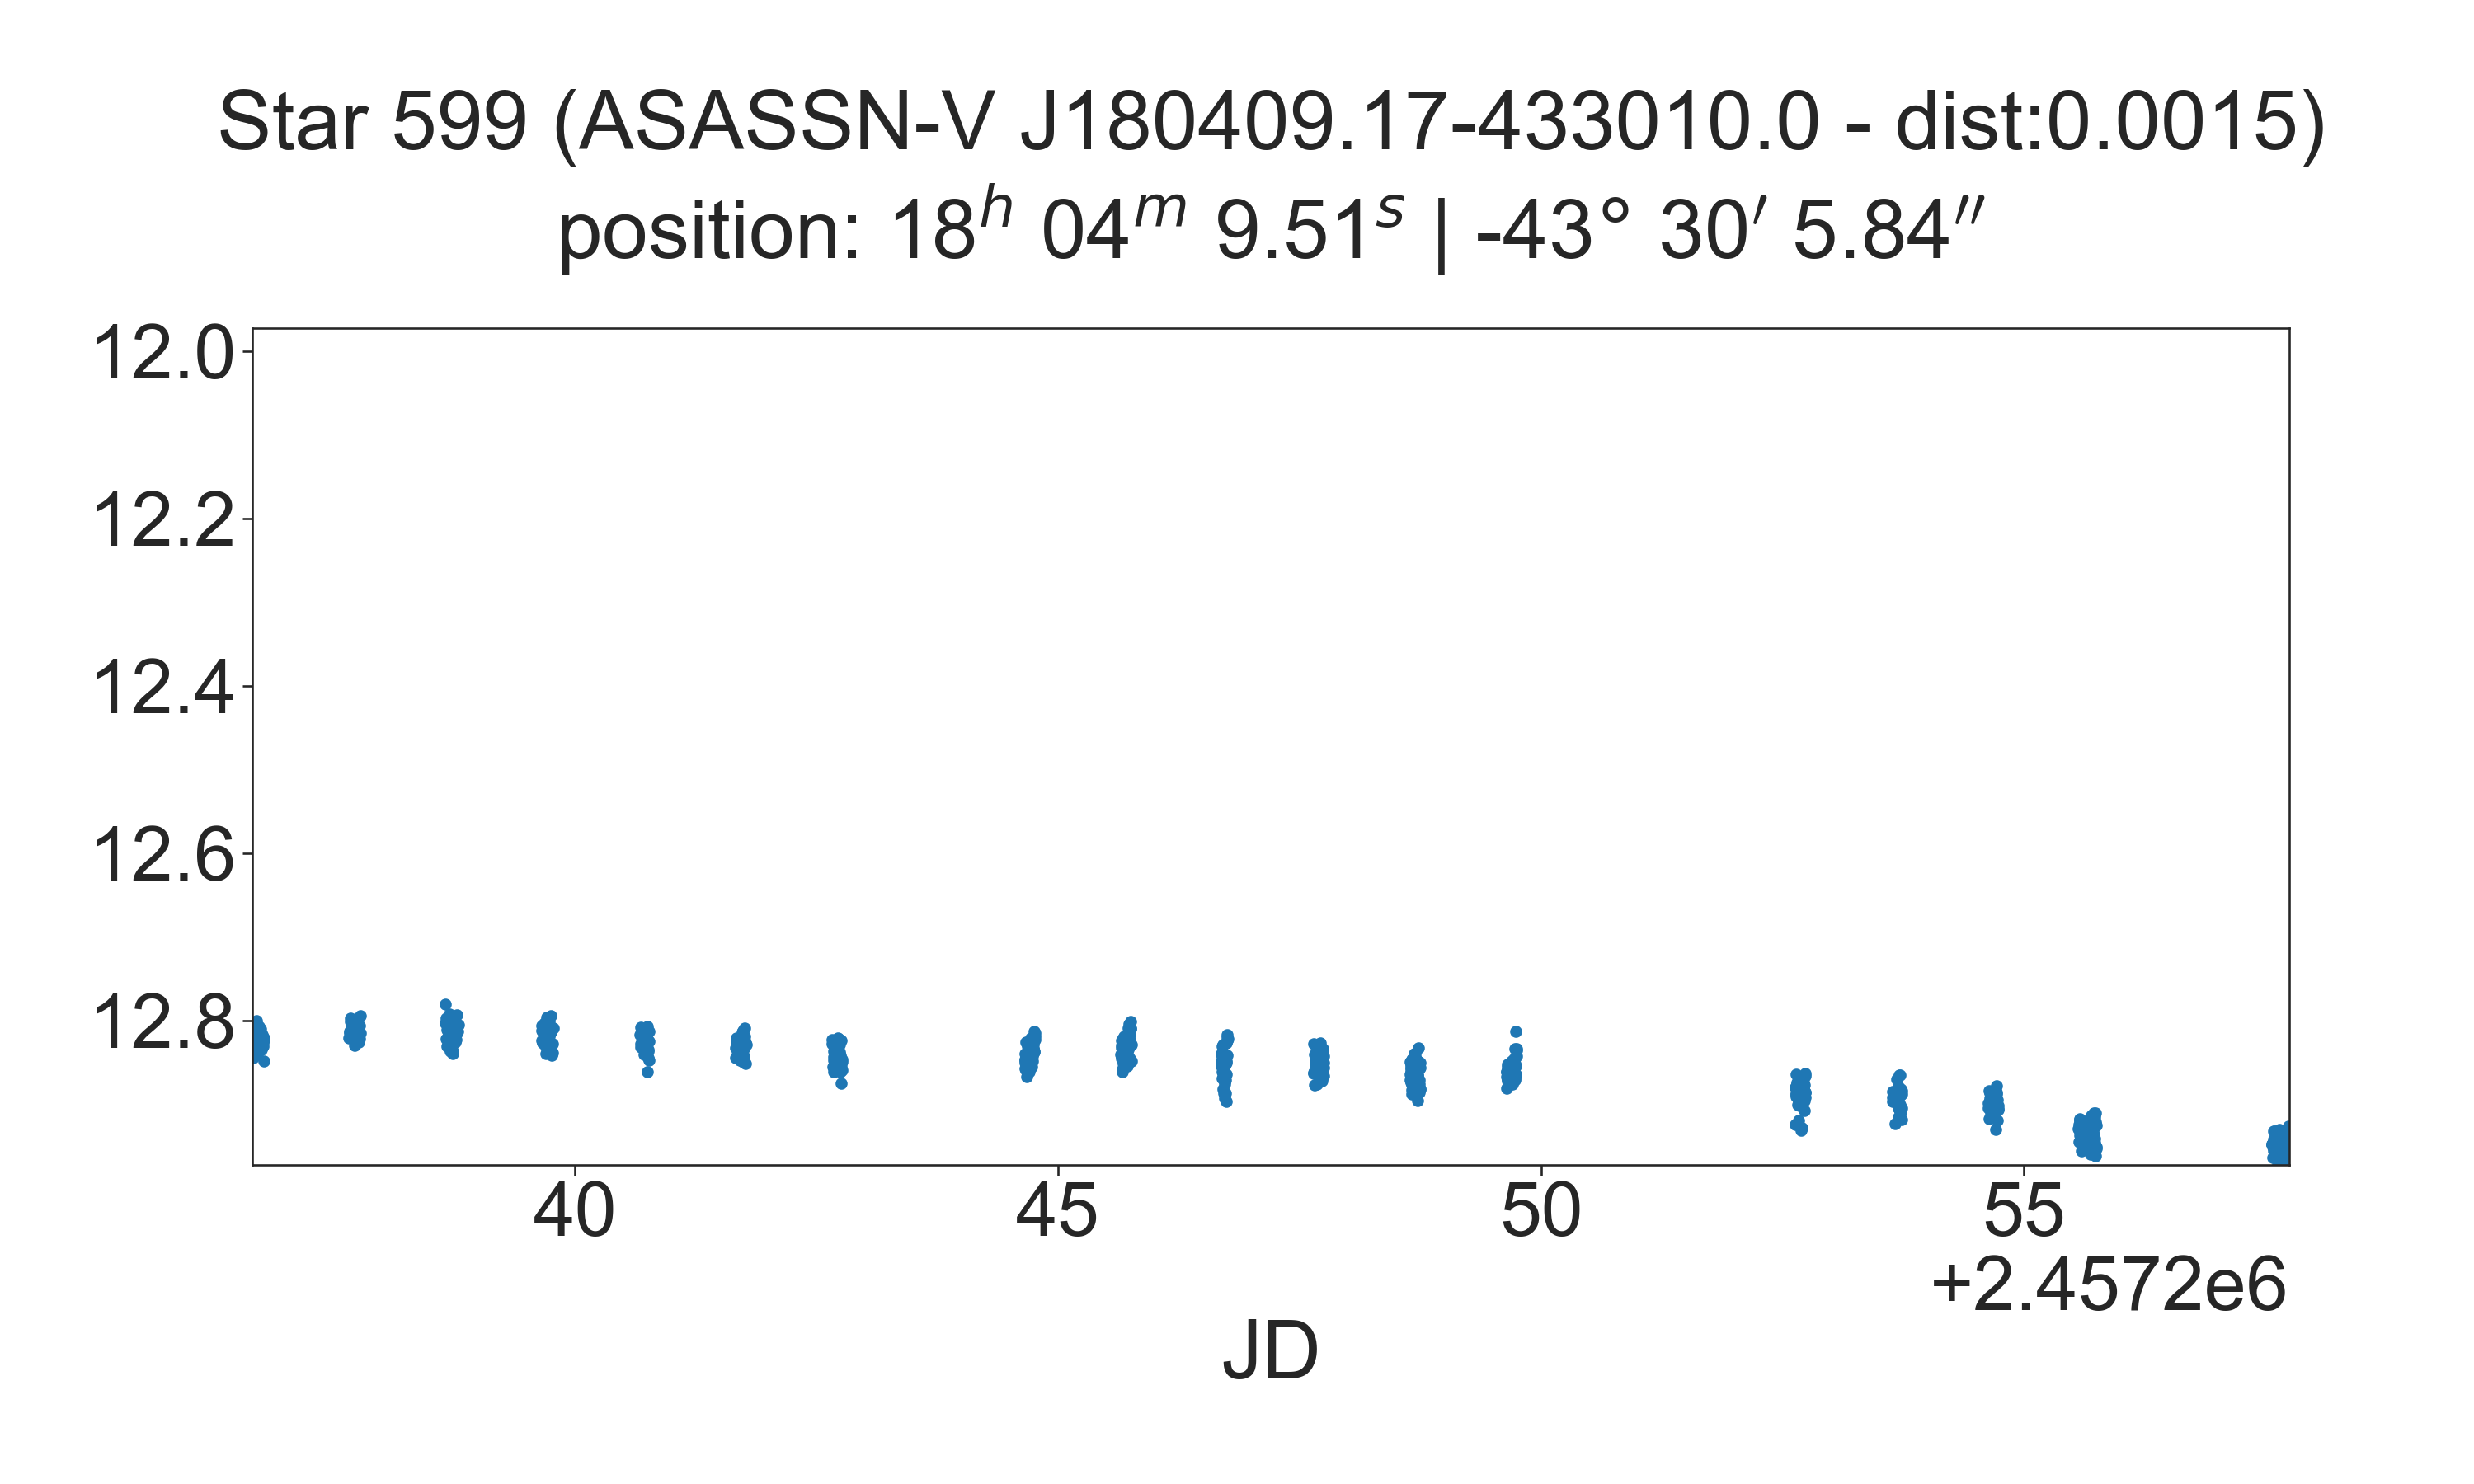 Star 599 (ASASSN-V J180409.17-433010.0 - dist:0.0015)
position: 18h 04m 9.51s | -43° 30′ 5.84″
12.0
12.2
12.4
12.6
12.8
40 45 50 55
+2.4572e6
JD